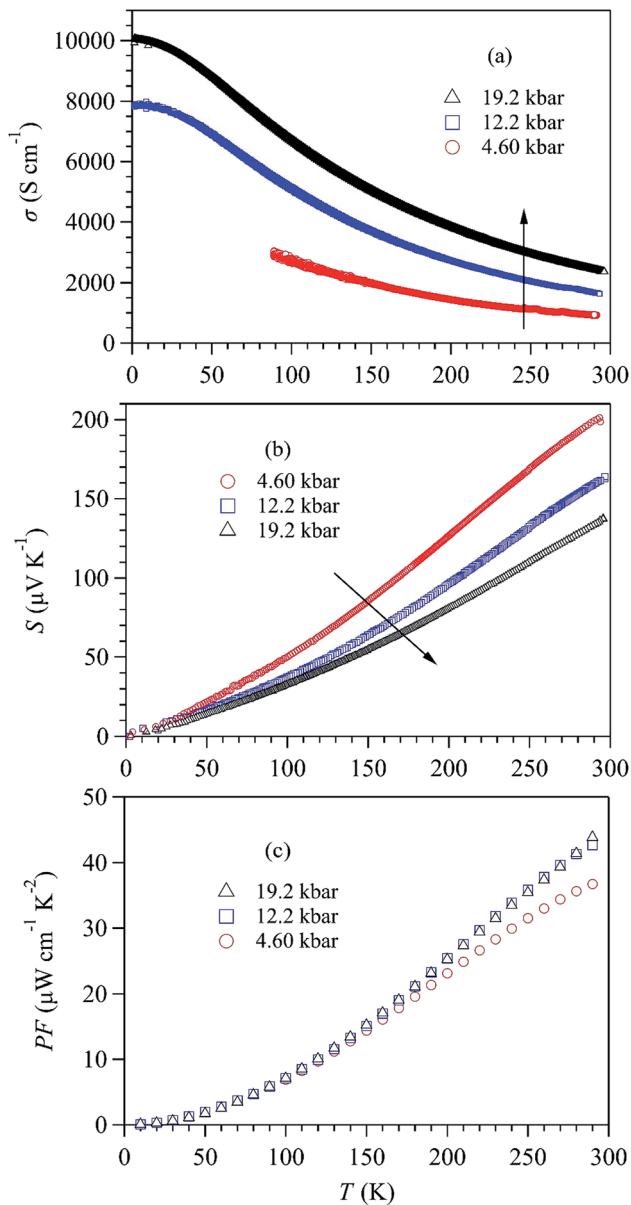 10000
8000
6000
4000
2000
0
σ (S cm⁻¹)
(a)
19.2 kbar
12.2 kbar
4.60 kbar
0 50 100 150 200 250 300
200
150
100
50
0
S (μV K⁻¹)
(b)
4.60 kbar
12.2 kbar
19.2 kbar
0 50 100 150 200 250 300
50
40
30
20
10
0
PF (μW cm⁻¹ K⁻²)
(c)
19.2 kbar
12.2 kbar
4.60 kbar
0 50 100 150 200 250 300
T (K)